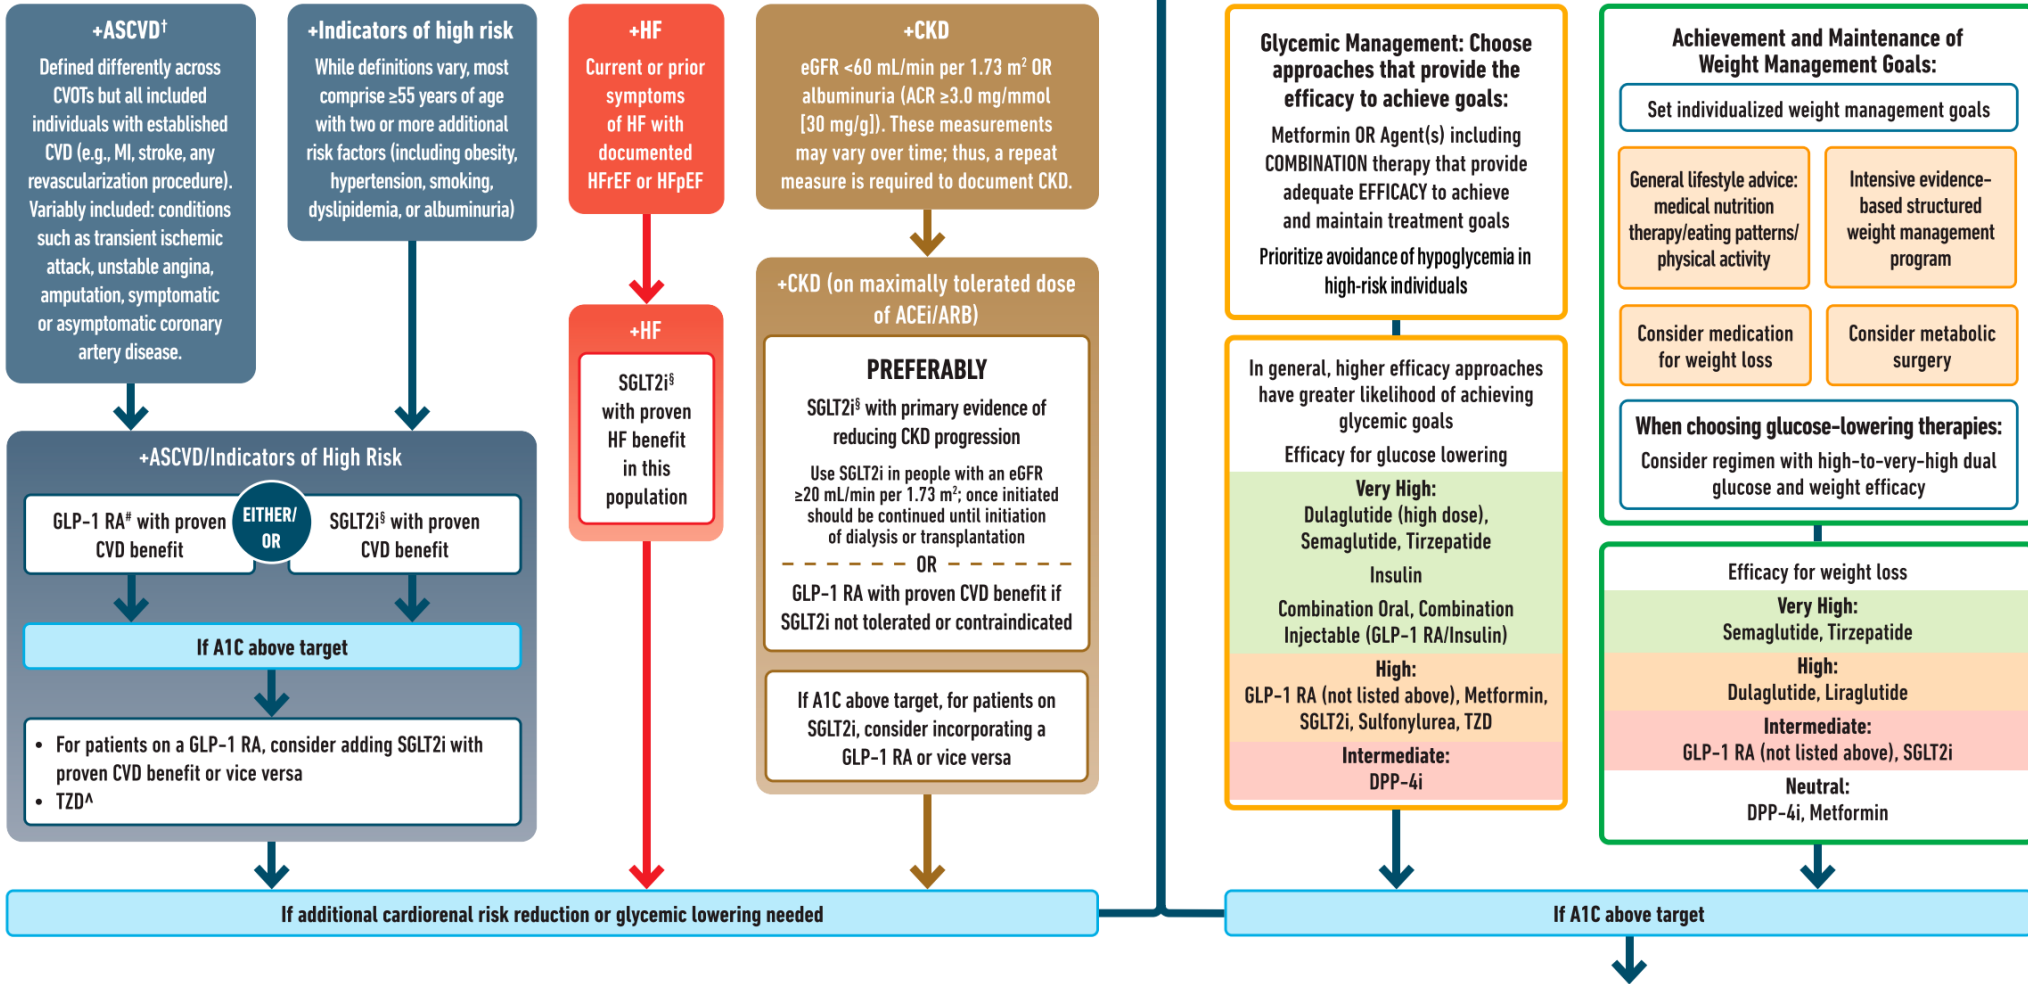 +ASCVD†
Defined differently across
CVOTs but all included
individuals with established
CVD (e.g., MI, stroke, any
revascularization procedure).
Variably included: conditions
such as transient ischemic
attack, unstable angina,
amputation, symptomatic
or asymptomatic coronary
artery disease.
+Indicators of high risk
While definitions vary, most
comprise ≥55 years of age
with two or more additional
risk factors (including obesity,
hypertension, smoking,
dyslipidemia, or albuminuria)
+ASCVD/Indicators of High Risk
GLP-1 RA# with proven
CVD benefit
EITHER/
OR
SGLT2i§ with proven
CVD benefit
If A1C above target
• For patients on a GLP-1 RA, consider adding SGLT2i with
proven CVD benefit or vice versa
• TZD^
+HF
Current or prior
symptoms
of HF with
documented
HFrEF or HFpEF
+HF
SGLT2i§
with proven
HF benefit
in this
population
+CKD
eGFR <60 mL/min per 1.73 m² OR
albuminuria (ACR ≥3.0 mg/mmol
[30 mg/g]). These measurements
may vary over time; thus, a repeat
measure is required to document CKD.
+CKD (on maximally tolerated dose
of ACEi/ARB)
PREFERABLY
SGLT2i§ with primary evidence of
reducing CKD progression
Use SGLT2i in people with an eGFR
≥20 mL/min per 1.73 m²; once initiated
should be continued until initiation
of dialysis or transplantation
OR
GLP-1 RA with proven CVD benefit if
SGLT2i not tolerated or contraindicated
If A1C above target, for patients on
SGLT2i, consider incorporating a
GLP-1 RA or vice versa
If additional cardiorenal risk reduction or glycemic lowering needed
Glycemic Management: Choose
approaches that provide the
efficacy to achieve goals:
Metformin OR Agent(s) including
COMBINATION therapy that provide
adequate EFFICACY to achieve
and maintain treatment goals
Prioritize avoidance of hypoglycemia in
high-risk individuals
In general, higher efficacy approaches
have greater likelihood of achieving
glycemic goals
Efficacy for glucose lowering
Very High:
Dulaglutide (high dose),
Semaglutide, Tirzepatide
Insulin
Combination Oral, Combination
Injectable (GLP-1 RA/Insulin)
High:
GLP-1 RA (not listed above), Metformin,
SGLT2i, Sulfonylurea, TZD
Intermediate:
DPP-4i
Achievement and Maintenance of
Weight Management Goals:
Set individualized weight management goals
General lifestyle advice:
medical nutrition
therapy/eating patterns/
physical activity
Intensive evidence-
based structured
weight management
program
Consider medication
for weight loss
Consider metabolic
surgery
When choosing glucose-lowering therapies:
Consider regimen with high-to-very-high dual
glucose and weight efficacy
Efficacy for weight loss
Very High:
Semaglutide, Tirzepatide
High:
Dulaglutide, Liraglutide
Intermediate:
GLP-1 RA (not listed above), SGLT2i
Neutral:
DPP-4i, Metformin
If A1C above target